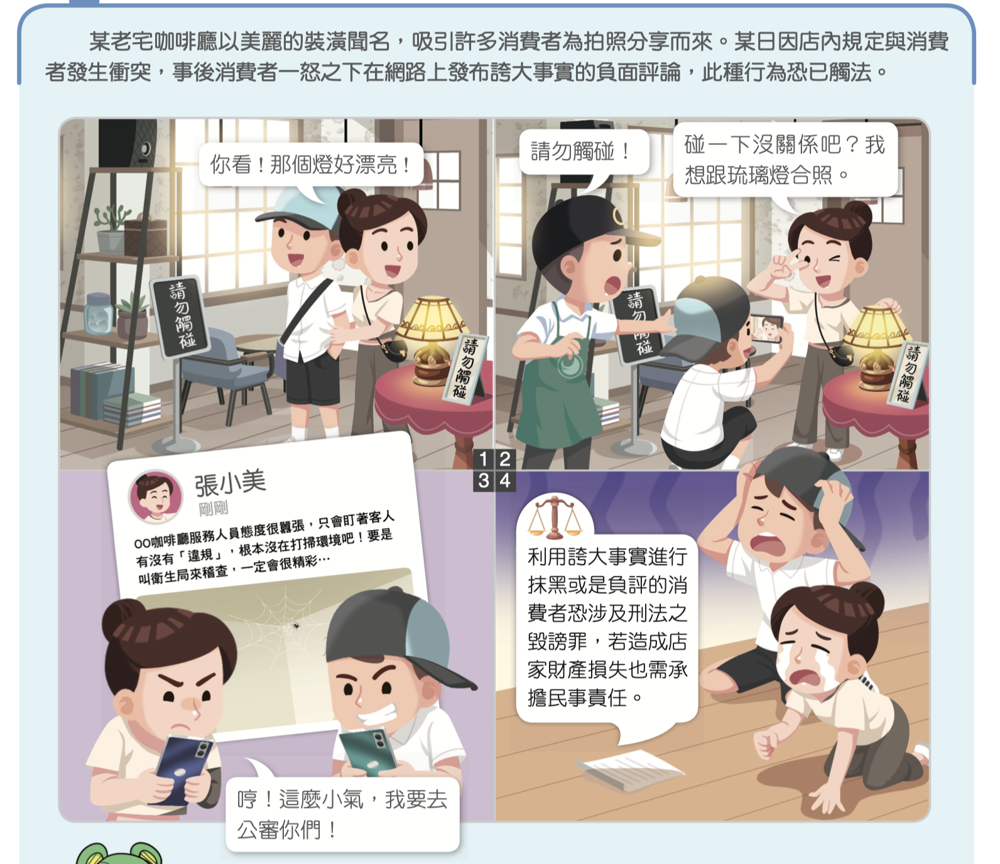 某老宅咖啡廳以美麗的裝潢聞名，吸引許多消費者為拍照分享而來。某日因店內規定與消費
者發生衝突，事後消費者一怒之下在網路上發布誇大事實的負面評論，此種行為恐已觸法。
你看！那個燈好漂亮！
請勿觸碰
請勿觸碰
請勿觸碰！
碰一下沒關係吧？我
想跟琉璃燈合照。
請勿觸碰
請勿觸碰
1 2
3 4
張小美
剛剛
OO咖啡廳服務人員態度很囂張，只會盯著客人
有沒有「違規」，根本沒在打掃環境吧！要是
叫衛生局來稽查，一定會很精彩…
哼！這麼小氣，我要去
公審你們！
利用誇大事實進行
抹黑或是負評的消
費者恐涉及刑法之
毀謗罪，若造成店
家財產損失也需承
擔民事責任。